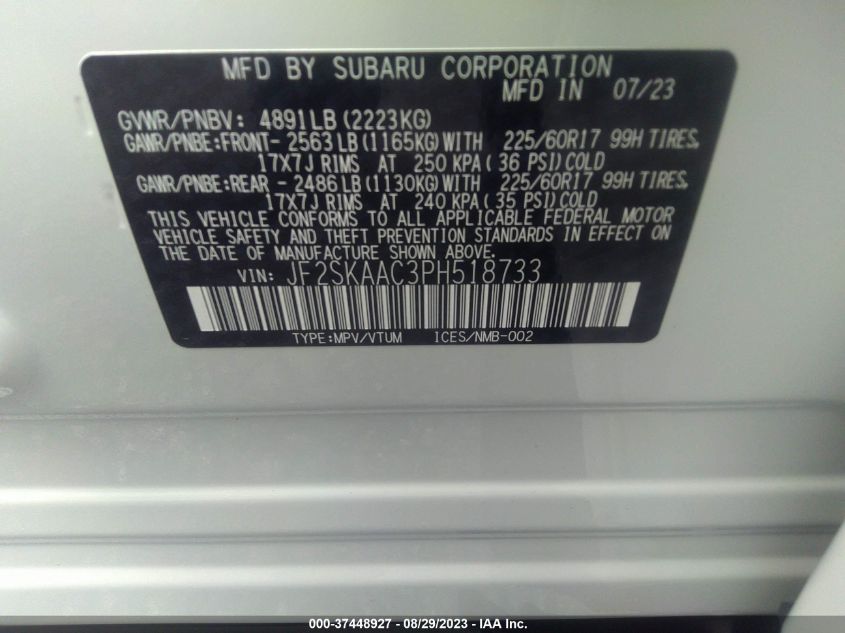 MFD BY SUBARU CORPORATION
MFD IN 07/23
GVWR/PNBV: 4891LB (2223KG)
GAWR/PNBE:FRONT- 2563LB(1165KG)WITH 225/60R17 99H TIRES,
17X7J RIMS AT 250 KPA( 36 PSI)COLD
GAWR/PNBE:REAR - 2486LB(1130KG)WITH 225/60R17 99H TIRES,
17X7J RIMS AT 240 KPA( 35 PSI)COLD
THIS VEHICLE CONFORMS TO ALL APPLICABLE FEDERAL MOTOR
VEHICLE SAFETY AND THEFT PREVENTION STANDARDS IN EFFECT ON
THE DATE OF MANUFACTURE SHOWN ABOVE.
VIN: JF2SKAAC3PH518733
TYPE:MPV/VTUM ICES/NMB-002
000-37448927 - 08/29/2023 - IAA Inc.